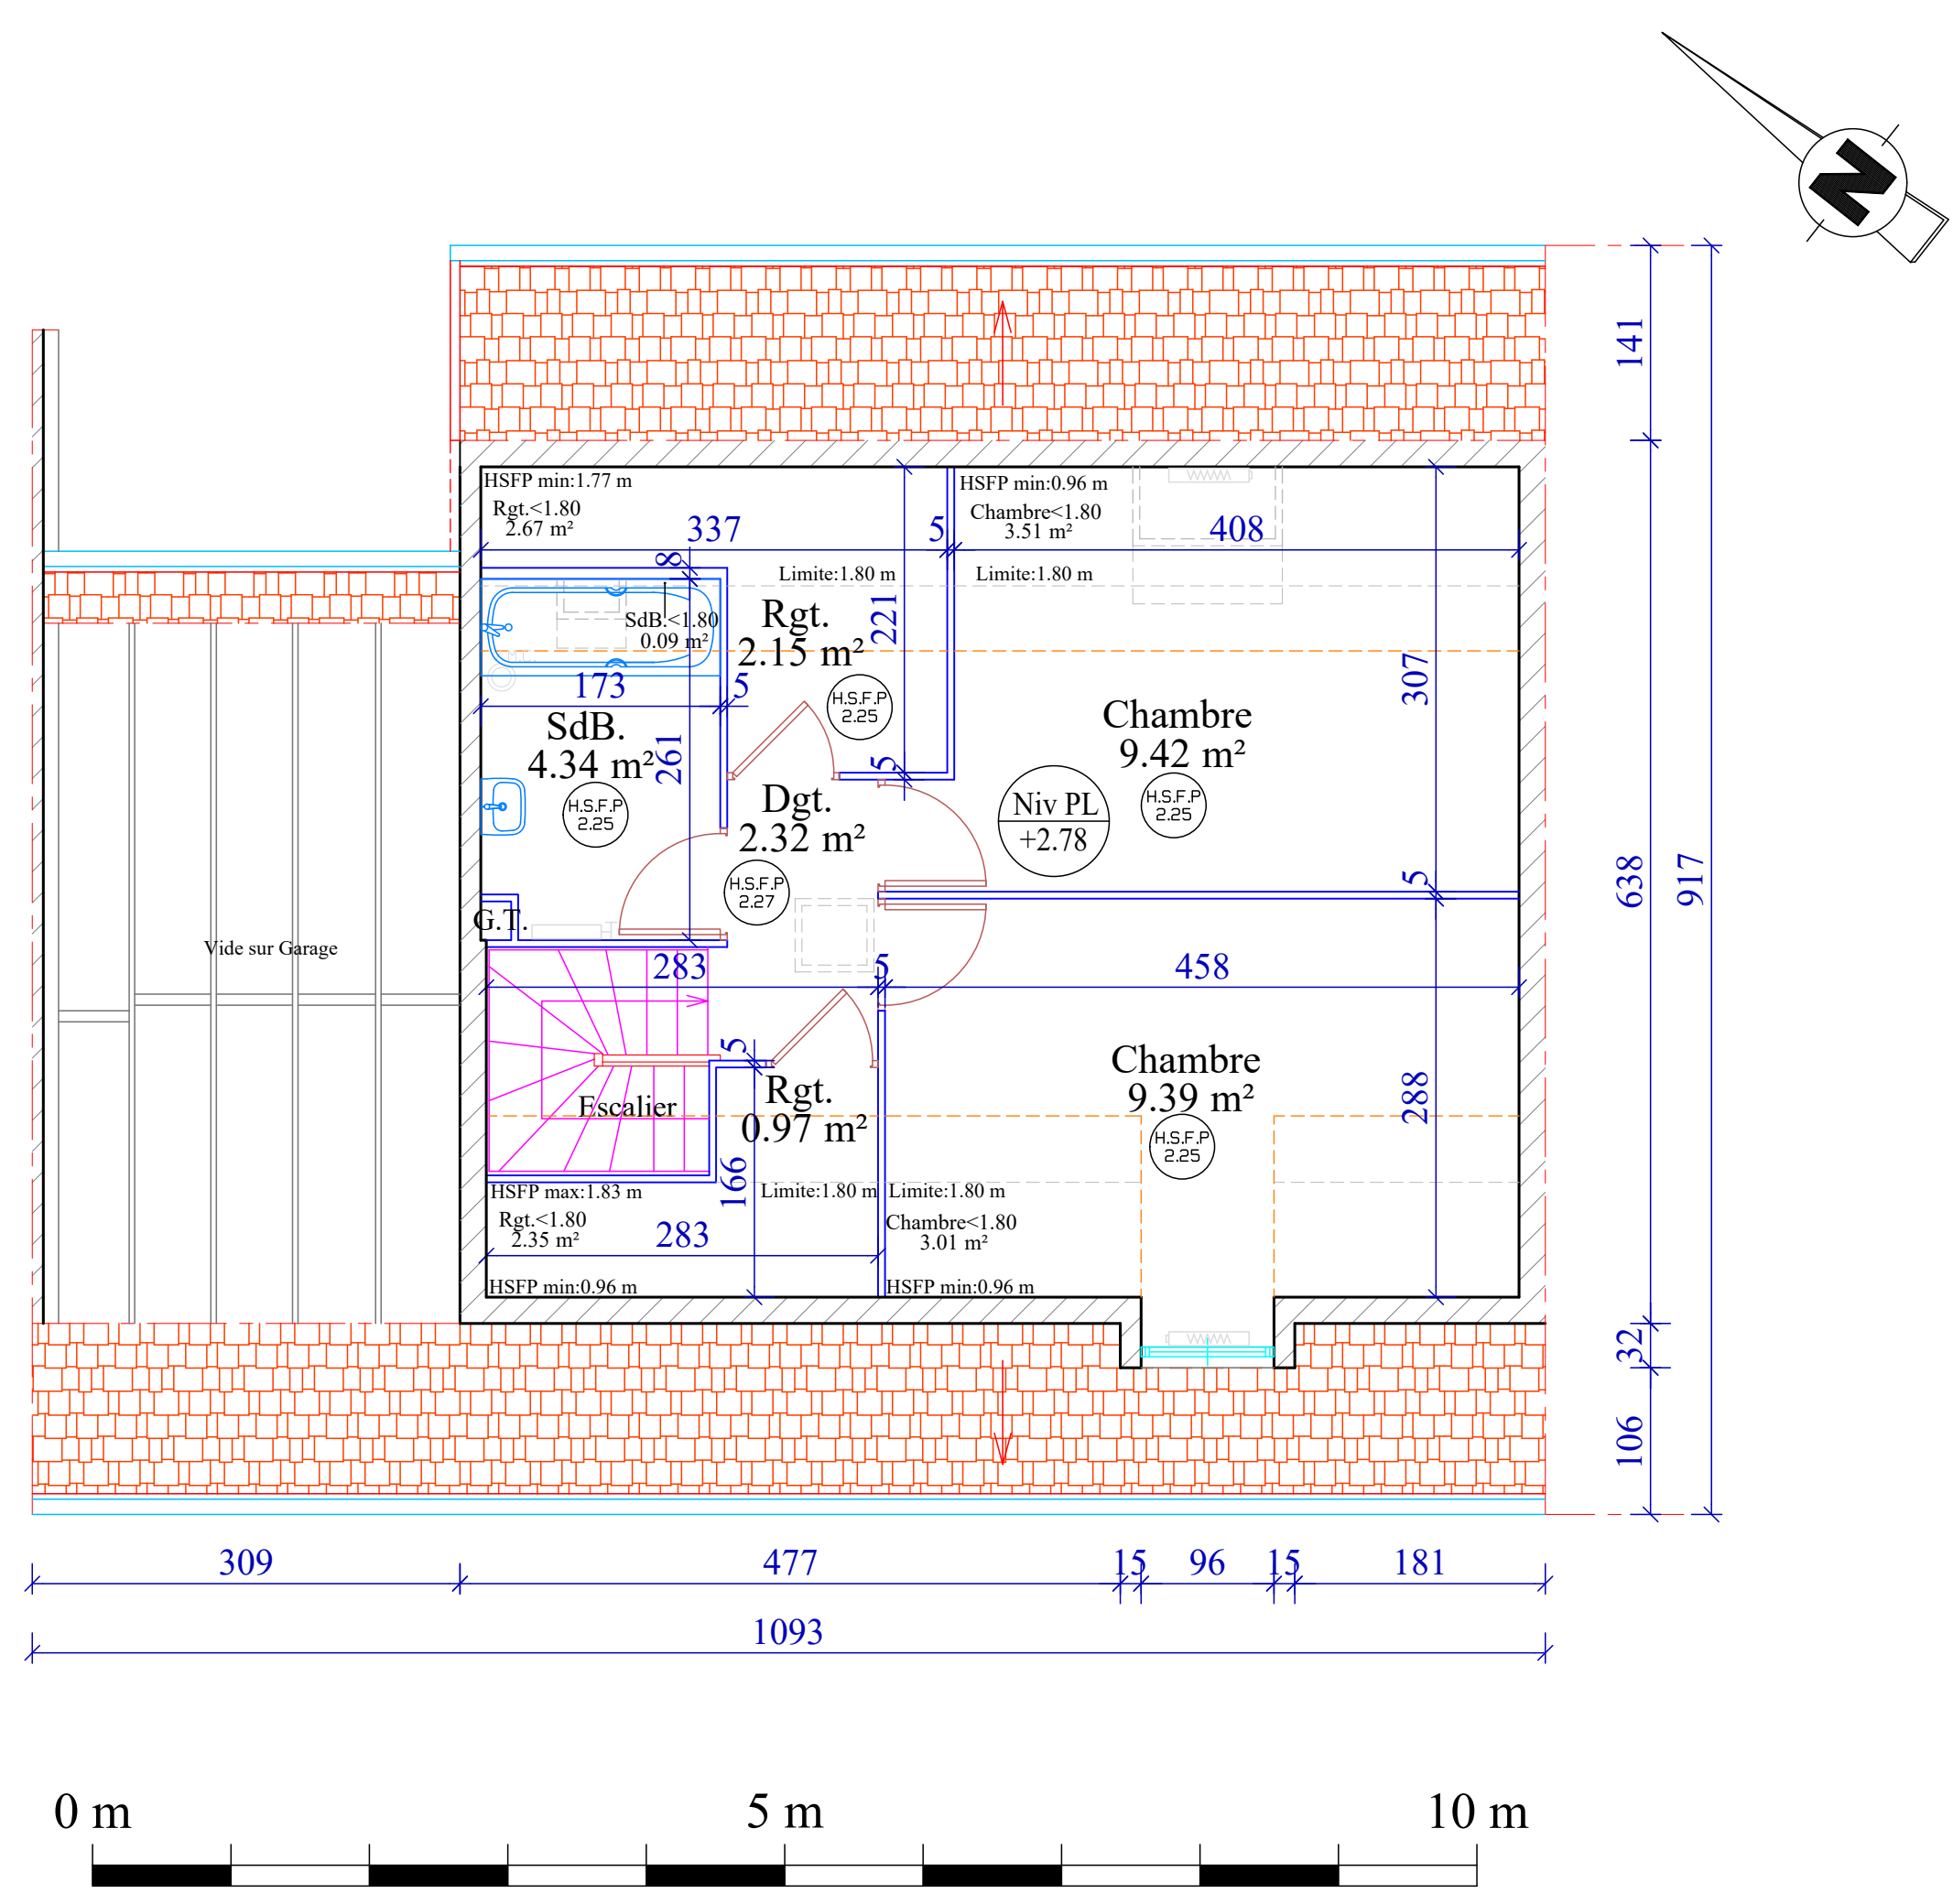 N
141
HSFP min:1.77 m
HSFP min:0.96 m
Rgt.<1.80
2.67 m²
Chambre<1.80
3.51 m²
337
5
408
8
Limite:1.80 m
Limite:1.80 m
SdB.<1.80
0.09 m²
Rgt.
2.15 m²
221
307
M.L.
173
5
H.S.F.P
2.25
SdB.
4.34 m²
261
Chambre
9.42 m²
5
H.S.F.P
2.25
Dgt.
2.32 m²
Niv PL
+2.78
H.S.F.P
2.25
H.S.F.P
2.27
5
638
917
G.T.
Vide sur Garage
283
5
458
5
Chambre
9.39 m²
Rgt.
0.97 m²
288
Escalier
H.S.F.P
2.25
166
HSFP max:1.83 m
Limite:1.80 m
Limite:1.80 m
Rgt.<1.80
2.35 m²
283
Chambre<1.80
3.01 m²
HSFP min:0.96 m
HSFP min:0.96 m
32
106
309
477
15
96
15
181
1093
0 m
5 m
10 m